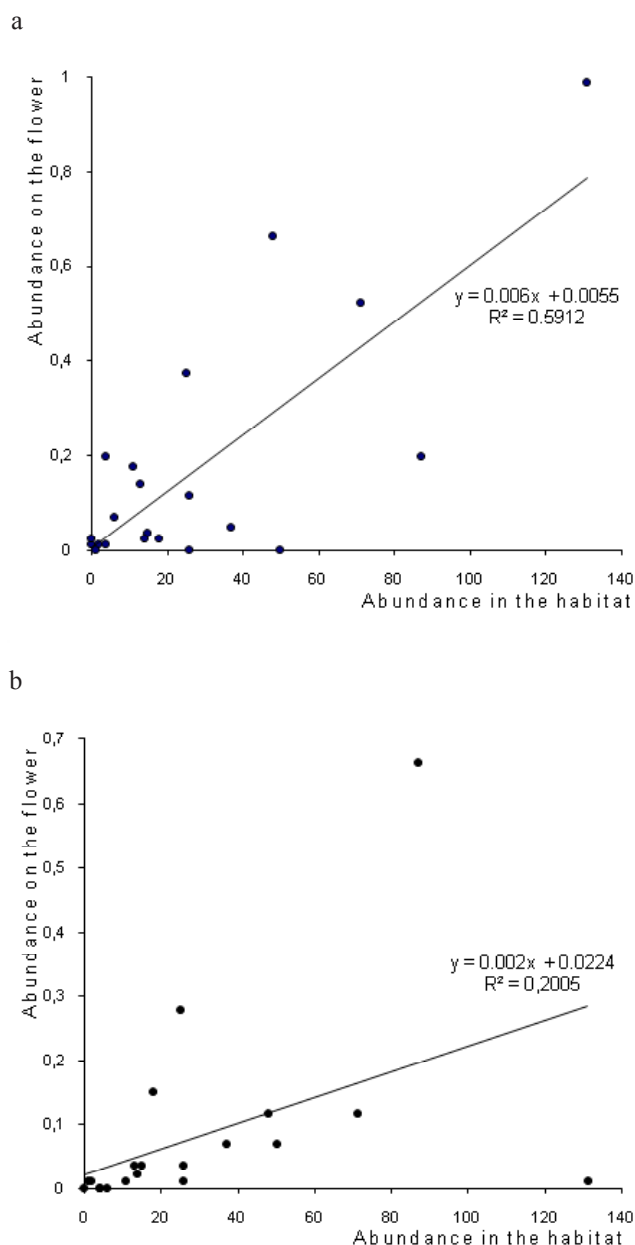 a
Abundance on the flower
1
0,8
0,6
0,4
0,2
0
y = 0.006x + 0.0055
R² = 0.5912
0 20 40 60 80 100 120 140
Abundance in the habitat
b
Abundance on the flower
0,7
0,6
0,5
0,4
0,3
0,2
0,1
0
y = 0.002x + 0.0224
R² = 0,2005
0 20 40 60 80 100 120 140
Abundance in the habitat